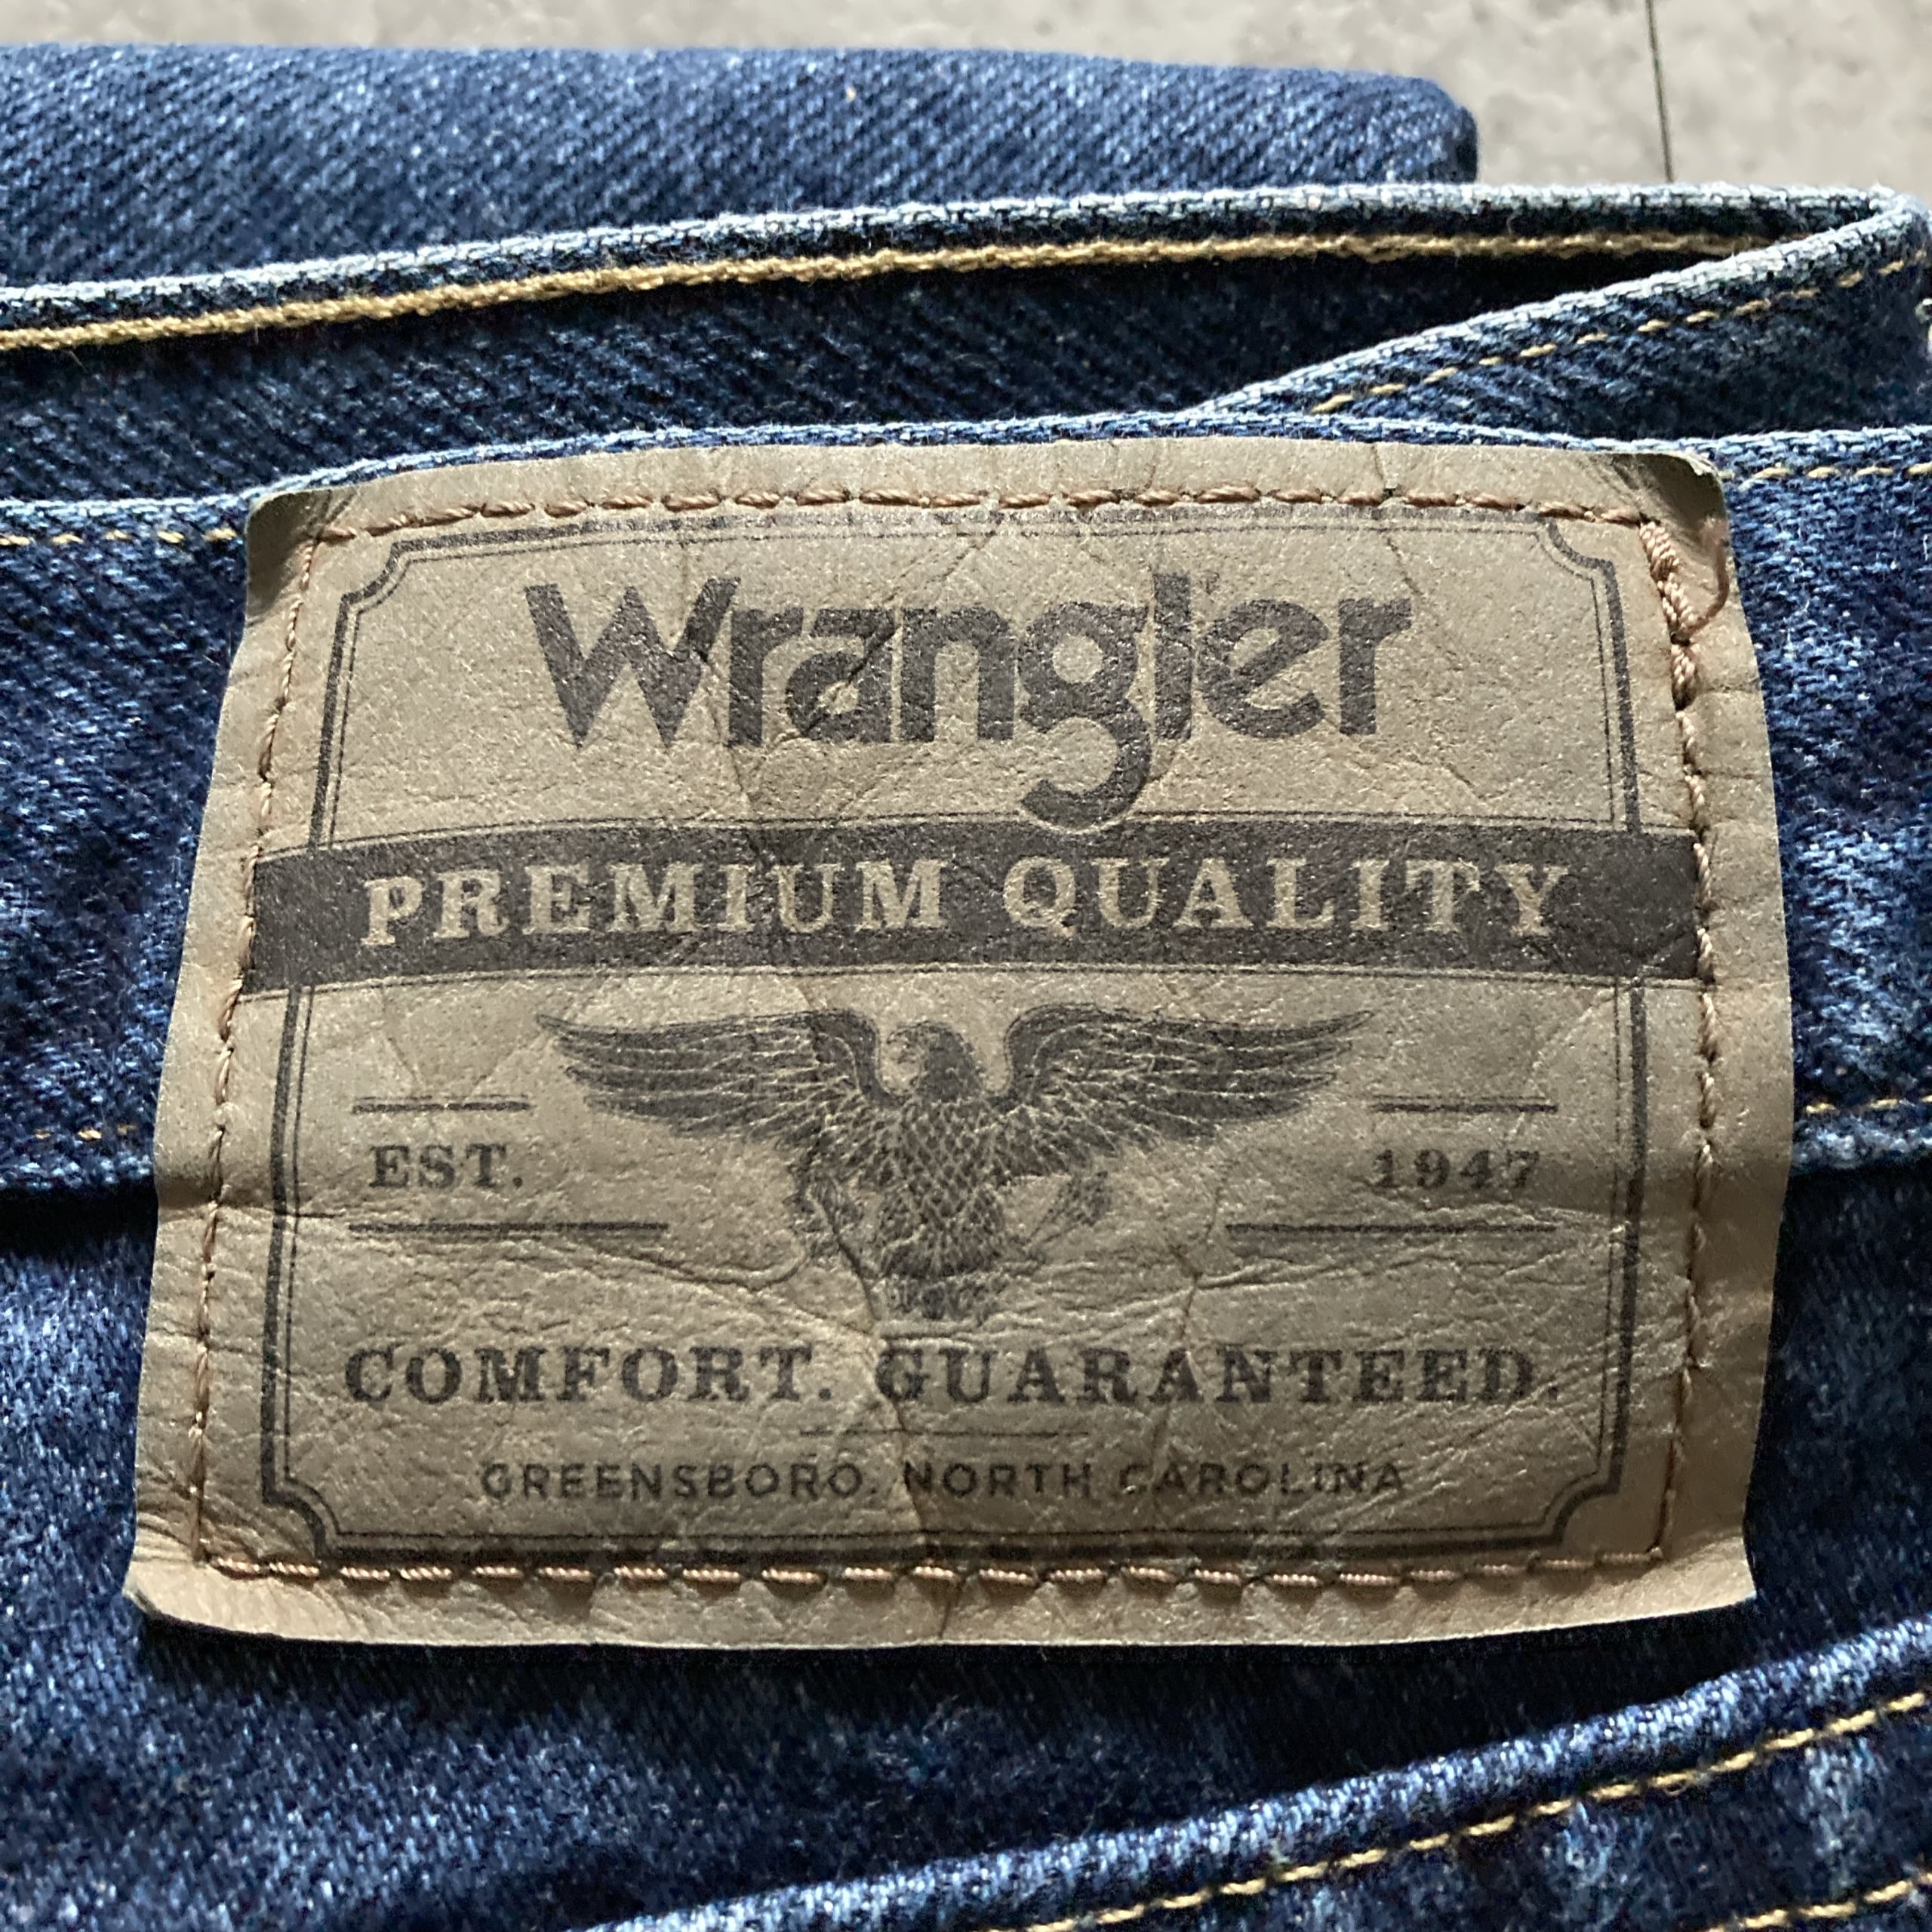 Wrangler
PREMIUM QUALITY
EST. 1947
COMFORT. GUARANTEED.
GREENSBORO, NORTH CAROLINA